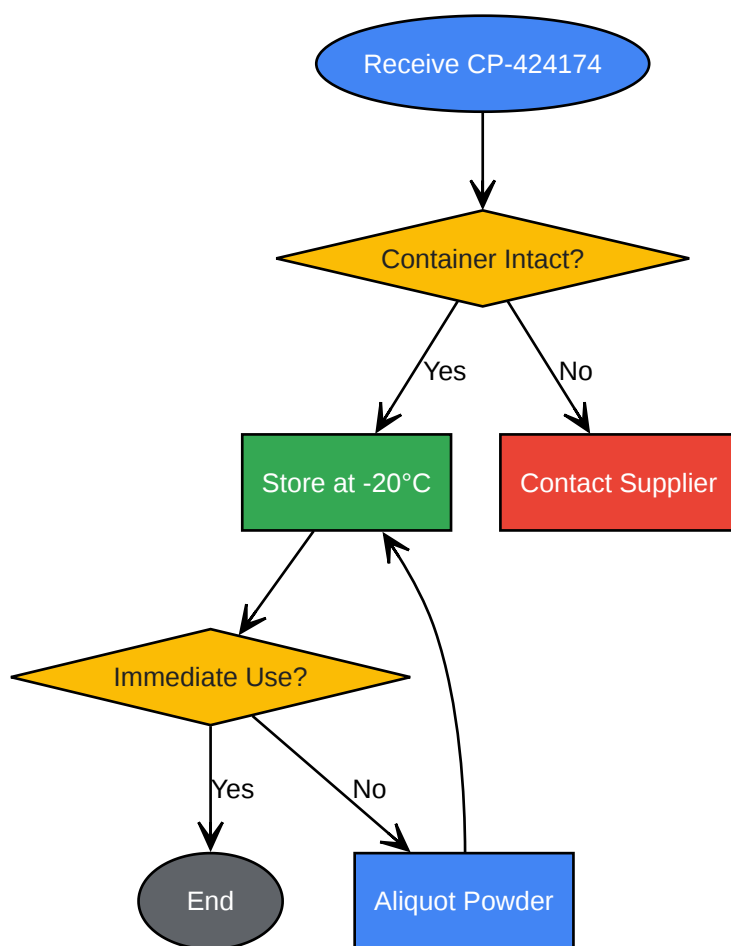 Receive CP-424174
Container Intact?
Yes
No
Store at -20°C
Contact Supplier
Immediate Use?
Yes
No
End
Aliquot Powder